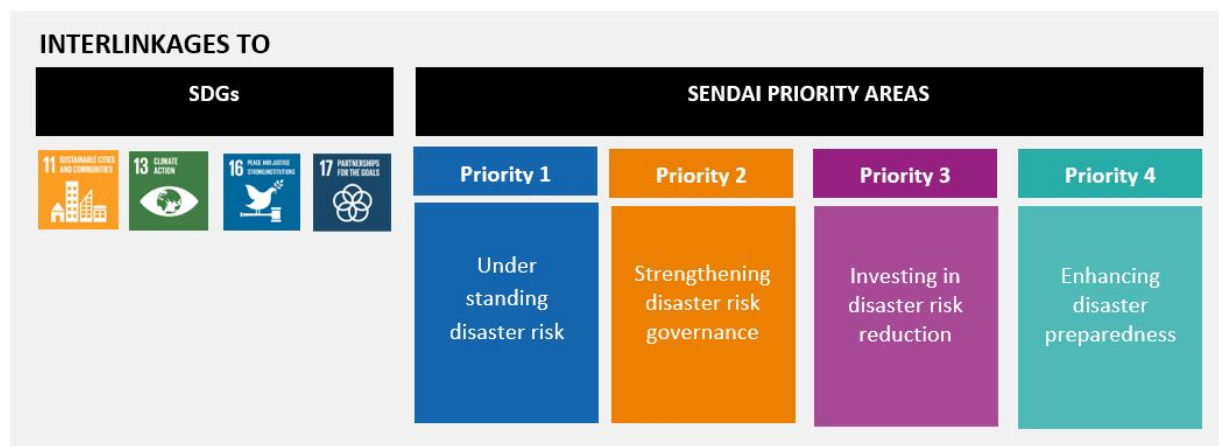 INTERLINKAGES TO
SDGs
SENDAI PRIORITY AREAS
11 SUSTAINABLE CITIES
AND COMMUNITIES
13 CLIMATE
ACTION
16 PEACE AND JUSTICE
STRONG INSTITUTIONS
17 PARTNERSHIPS
FOR THE GOALS
Priority 1
Under
standing
disaster risk
Priority 2
Strengthening
disaster risk
governance
Priority 3
Investing in
disaster risk
reduction
Priority 4
Enhancing
disaster
preparedness